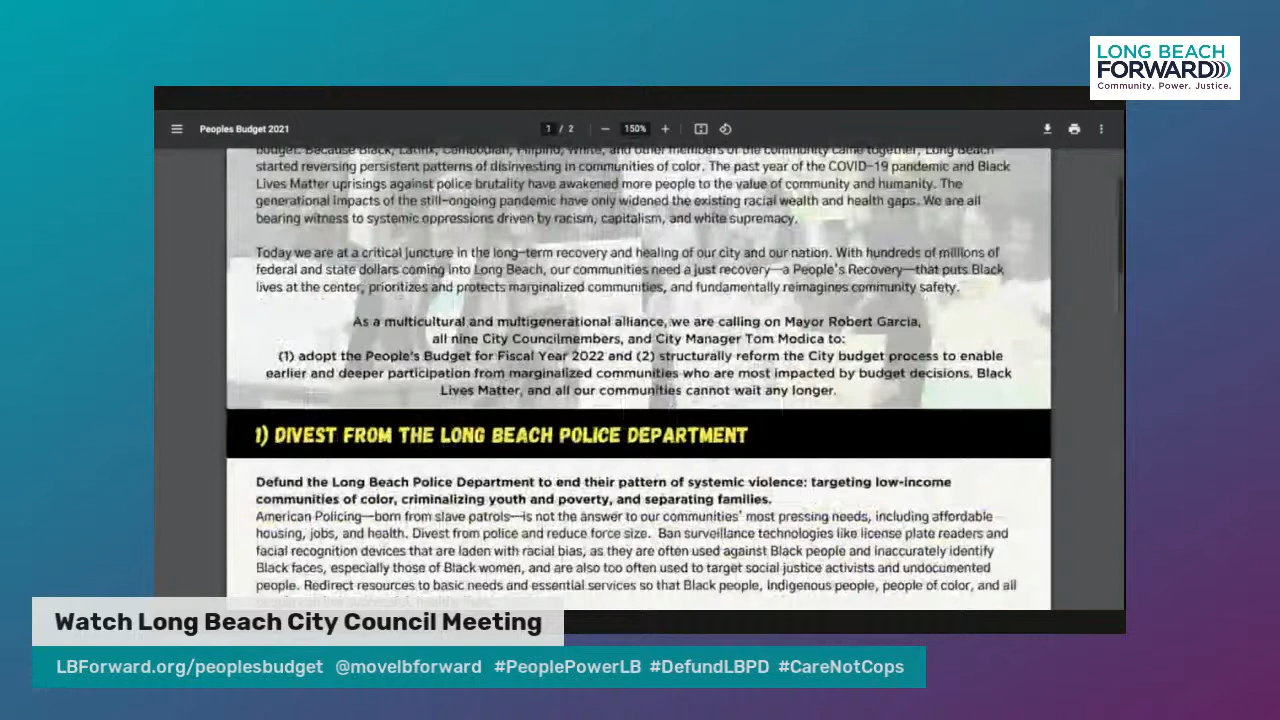 LONG BEACH
FORWARD
Community. Power. Justice.
Peoples Budget 2021
1 / 2
150%
budget. Because Black, Latinx, Cambodian, Filipino, White, and other members of the community came together, Long Beach
started reversing persistent patterns of disinvesting in communities of color. The past year of the COVID-19 pandemic and Black
Lives Matter uprisings against police brutality have awakened more people to the value of community and humanity. The
generational impacts of the still-ongoing pandemic have only widened the existing racial wealth and health gaps. We are all
bearing witness to systemic oppressions driven by racism, capitalism, and white supremacy.
Today we are at a critical juncture in the long-term recovery and healing of our city and our nation. With hundreds of millions of
federal and state dollars coming into Long Beach, our communities need a just recovery—a People's Recovery—that puts Black
lives at the center, prioritizes and protects marginalized communities, and fundamentally reimagines community safety.
As a multicultural and multigenerational alliance, we are calling on Mayor Robert Garcia,
all nine City Councilmembers, and City Manager Tom Modica to:
(1) adopt the People's Budget for Fiscal Year 2022 and (2) structurally reform the City budget process to enable
earlier and deeper participation from marginalized communities who are most impacted by budget decisions. Black
Lives Matter, and all our communities cannot wait any longer.
1) DIVEST FROM THE LONG BEACH POLICE DEPARTMENT
Defund the Long Beach Police Department to end their pattern of systemic violence: targeting low-income
communities of color, criminalizing youth and poverty, and separating families.
American Policing—born from slave patrols—is not the answer to our communities' most pressing needs, including affordable
housing, jobs, and health. Divest from police and reduce force size. Ban surveillance technologies like license plate readers and
facial recognition devices that are laden with racial bias, as they are often used against Black people and inaccurately identify
Black faces, especially those of Black women, and are also too often used to target social justice activists and undocumented
people. Redirect resources to basic needs and essential services so that Black people, Indigenous people, people of color, and all
Watch Long Beach City Council Meeting
LBForward.org/peoplesbudget @movelbforward #PeoplePowerLB #DefundLBPD #CareNotCops